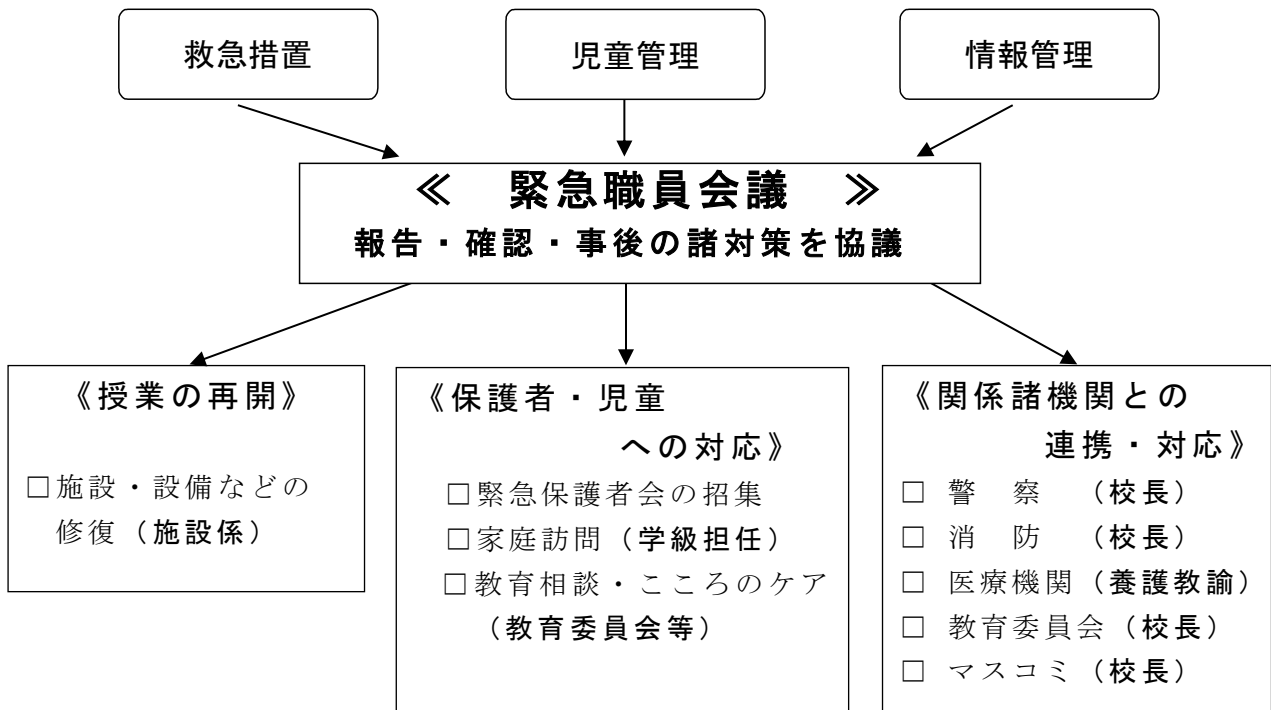 救急措置
児童管理
情報管理
≪　緊急職員会議　≫
報告・確認・事後の諸対策を協議
《授業の再開》
□施設・設備などの
修復（施設係）
《保護者・児童
への対応》
□緊急保護者会の招集
□家庭訪問（学級担任）
□教育相談・こころのケア
（教育委員会等）
《関係諸機関との
連携・対応》
□ 警　察　（校長）
□ 消　防　（校長）
□ 医療機関（養護教諭）
□ 教育委員会（校長）
□ マスコミ（校長）